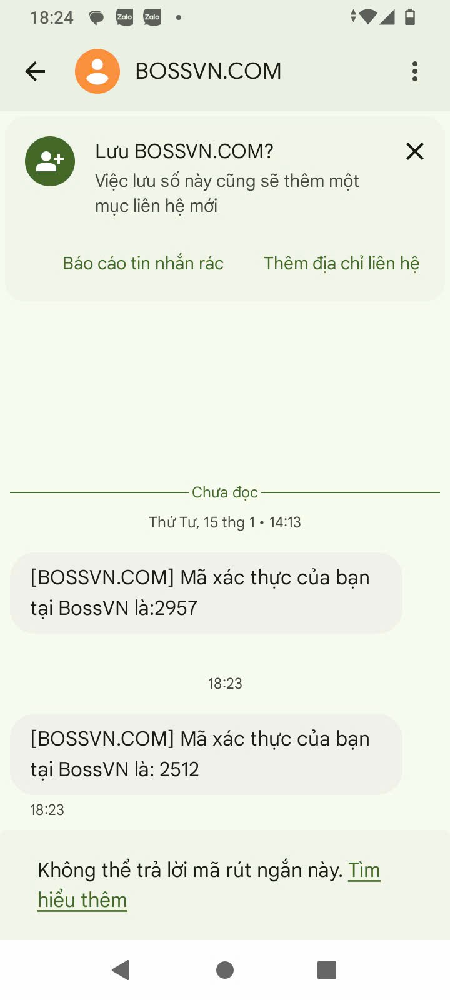 18:24
Zalo
Zalo
BOSSVN.COM
Lưu BOSSVN.COM?
Việc lưu số này cũng sẽ thêm một
mục liên hệ mới
Báo cáo tin nhắn rác
Thêm địa chỉ liên hệ
Chưa đọc
Thứ Tư, 15 thg 1 • 14:13
[BOSSVN.COM] Mã xác thực của bạn
tại BossVN là:2957
18:23
[BOSSVN.COM] Mã xác thực của bạn
tại BossVN là: 2512
18:23
Không thể trả lời mã rút ngắn này. Tìm
hiểu thêm